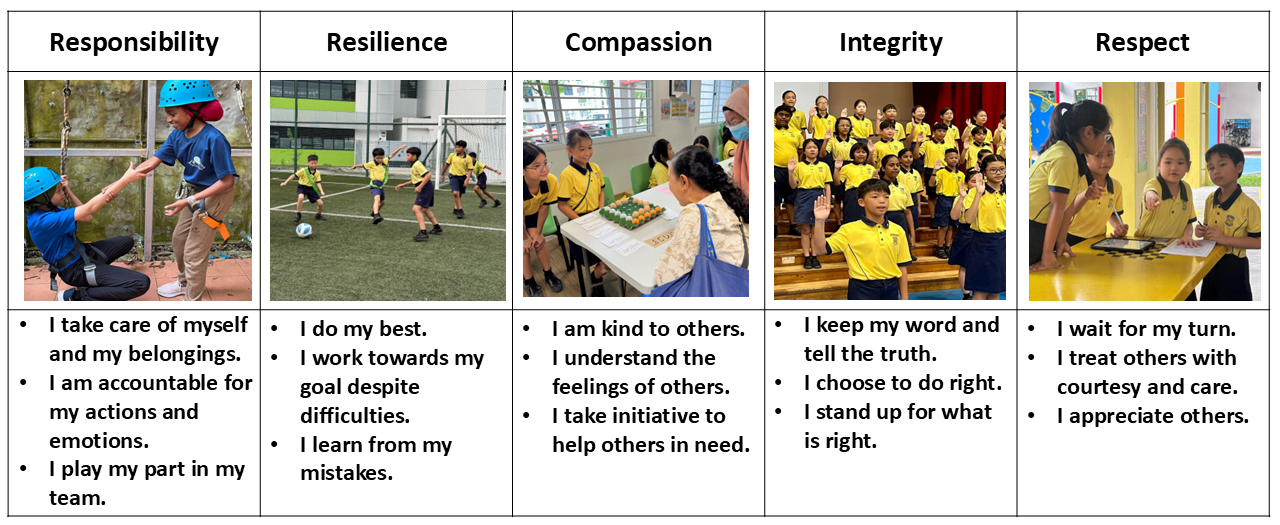 Responsibility
Resilience
Compassion
Integrity
Respect
• I take care of myself
and my belongings.
• I am accountable for
my actions and
emotions.
• I play my part in my
team.
• I do my best.
• I work towards my
goal despite
difficulties.
• I learn from my
mistakes.
• I am kind to others.
• I understand the
feelings of others.
• I take initiative to
help others in need.
• I keep my word and
tell the truth.
• I choose to do right.
• I stand up for what
is right.
• I wait for my turn.
• I treat others with
courtesy and care.
• I appreciate others.